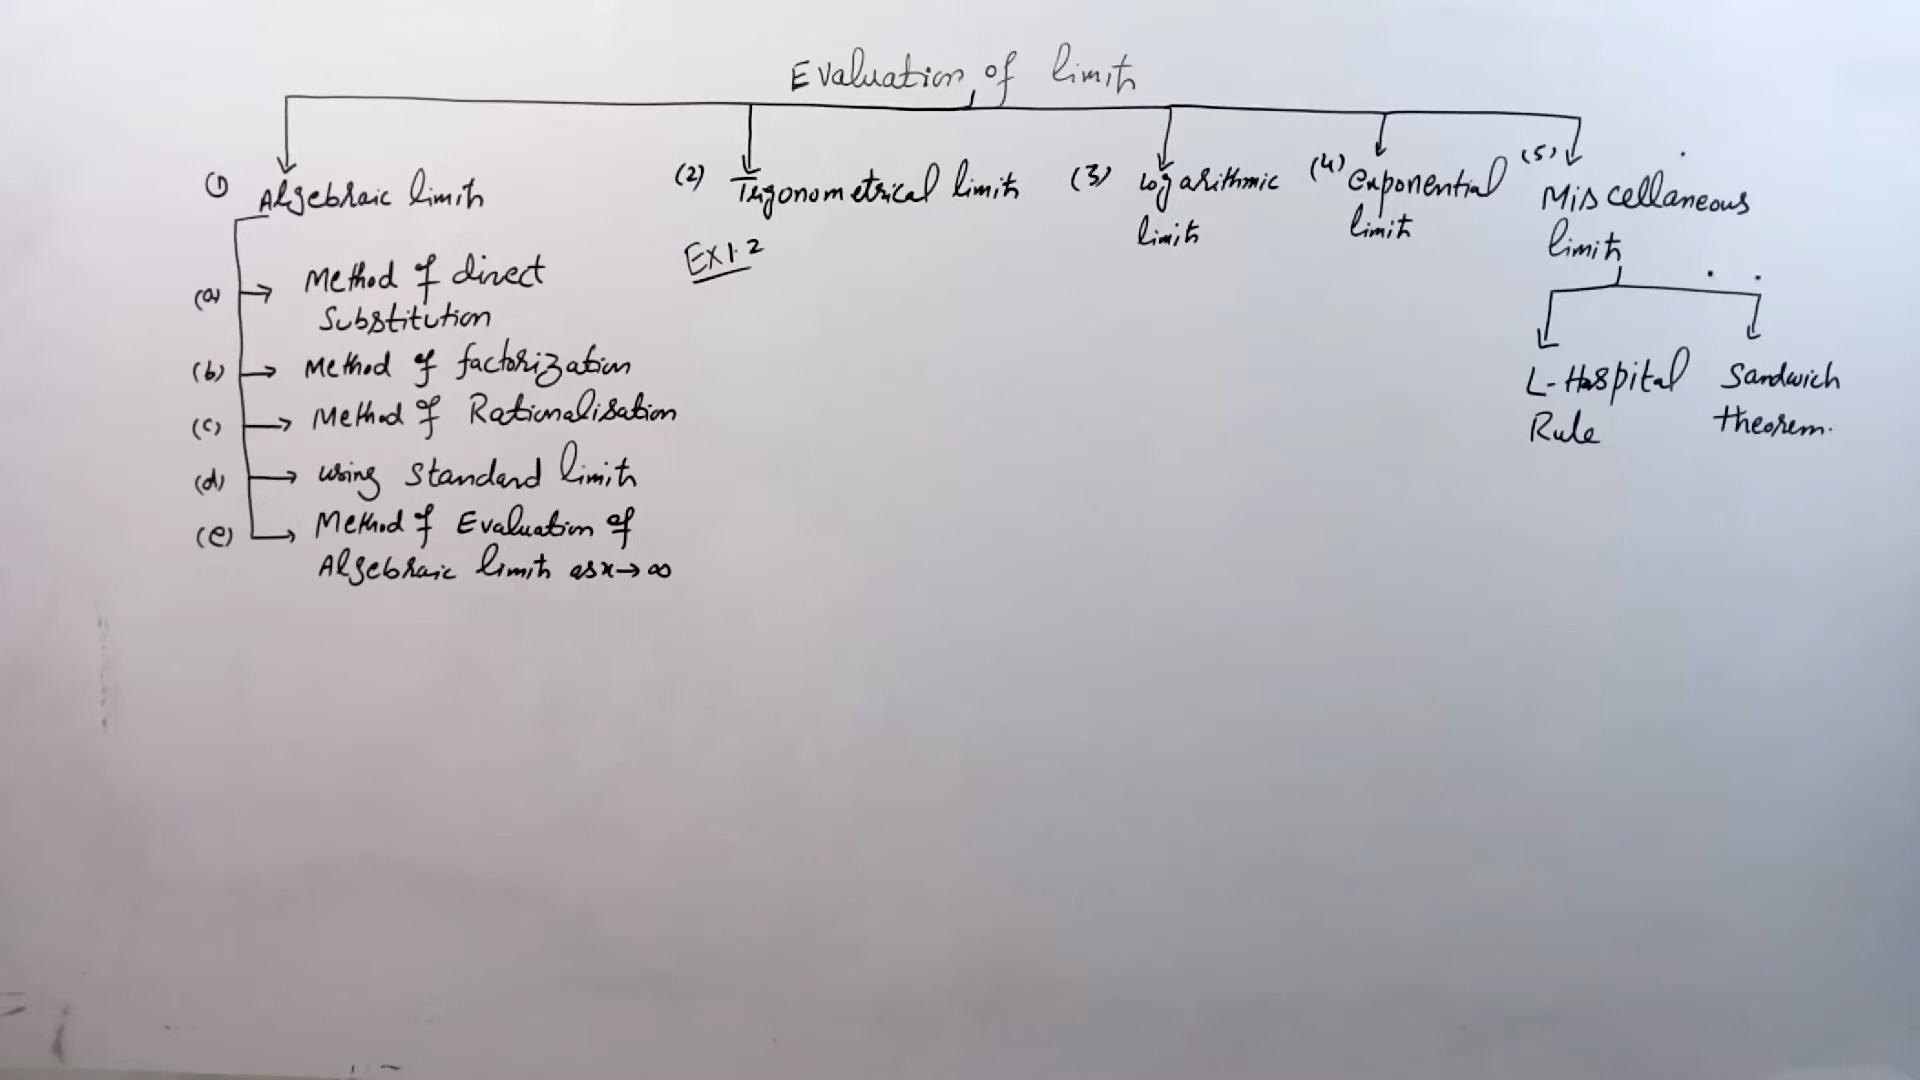 Evaluation of limit
(1) Algebraic limit
(a) Method of direct
Substitution
(b) Method of factorization
(c) Method of Rationalisation
(d) using Standard limit
(e) Method of Evaluation of
Algebraic limit as x→∞
(2) Trigonometrical limit
Ex 1.2
(3) Logarithmic
limit
(4) exponential
limit
(5) Miscellaneous
limit
L-Hospital
Rule
Sandwich
theorem.